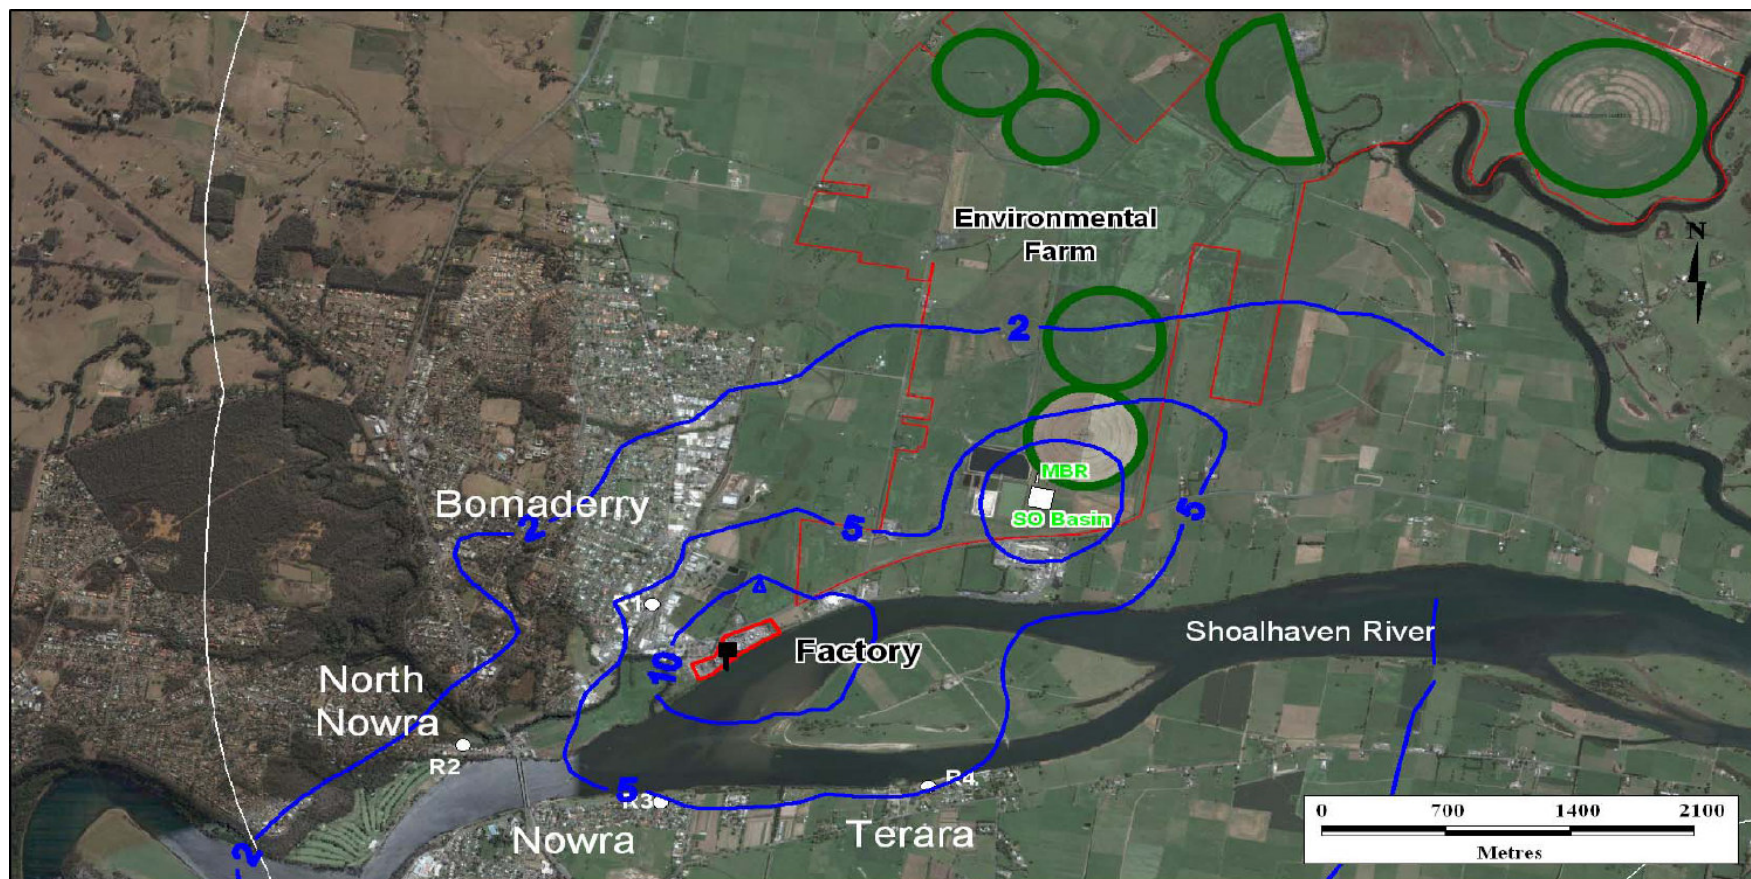 Environmental
Farm
N
2
MBR
Bomaderry
2
5
SO Basin
5
R1
Factory
Shoalhaven River
10
North
Nowra
R2
5
R3
R4
Nowra
Terara
2
0 700 1400 2100
Metres